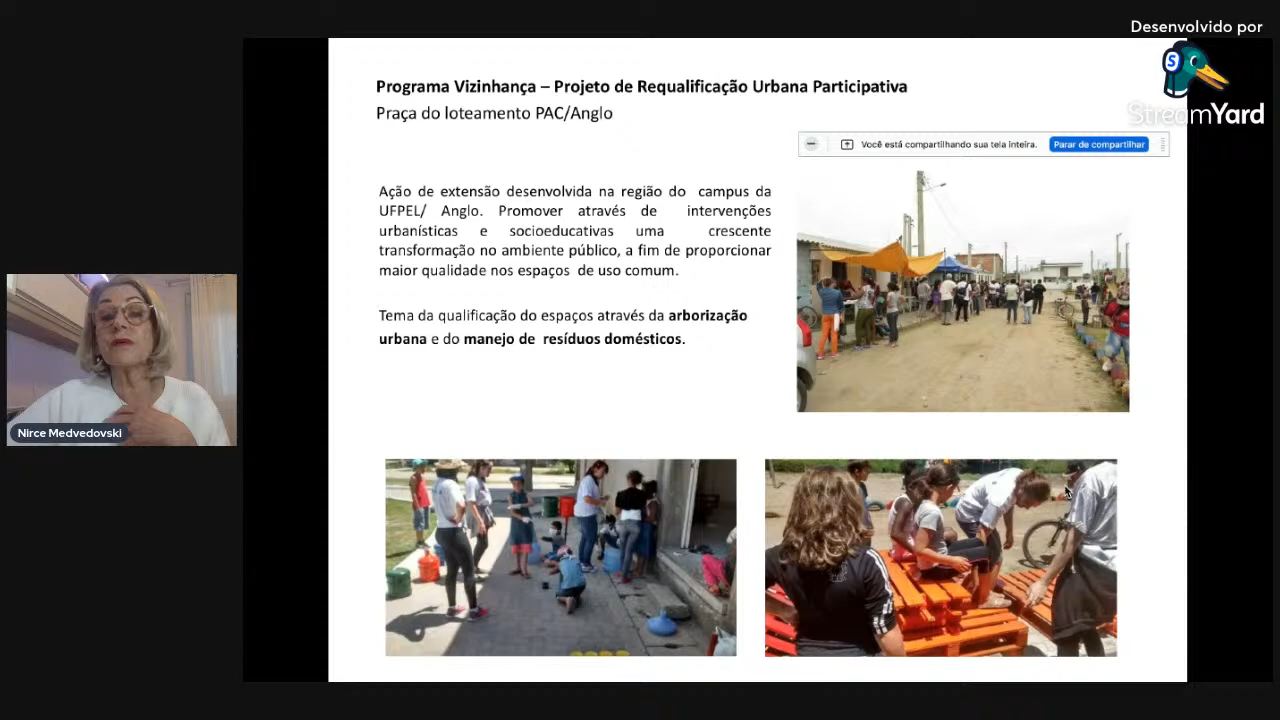 Desenvolvido por
StreamYard
Programa Vizinhança – Projeto de Requalificação Urbana Participativa
Praça do loteamento PAC/Anglo
Você está compartilhando sua tela inteira. Parar de compartilhar
Ação de extensão desenvolvida na região do campus da
UFPEL/ Anglo. Promover através de intervenções
urbanísticas e socioeducativas uma crescente
transformação no ambiente público, a fim de proporcionar
maior qualidade nos espaços de uso comum.
Tema da qualificação do espaços através da arborização
urbana e do manejo de resíduos domésticos.
Nirce Medvedovski